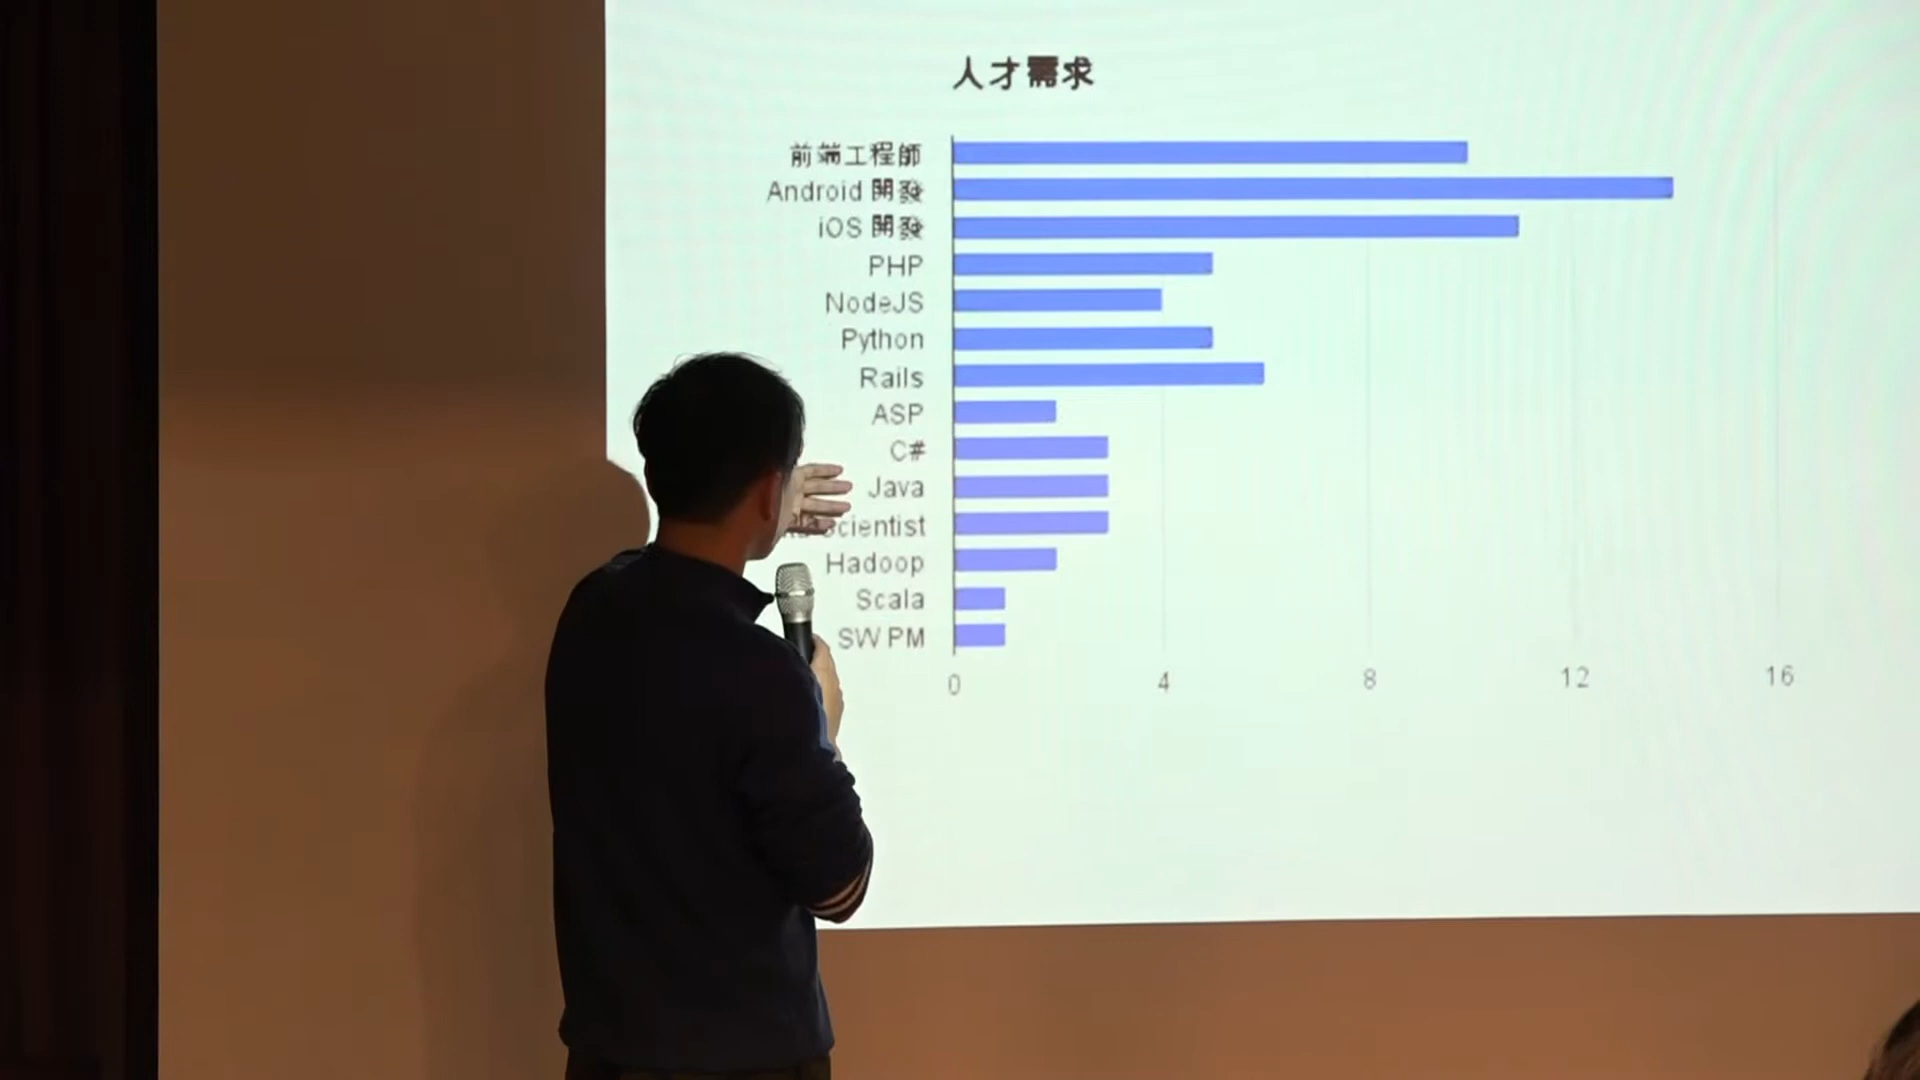 人才需求
前端工程師
Android 開發
iOS 開發
PHP
NodeJS
Python
Rails
ASP
C#
Java
scientist
Hadoop
Scala
SW PM
0 4 8 12 16